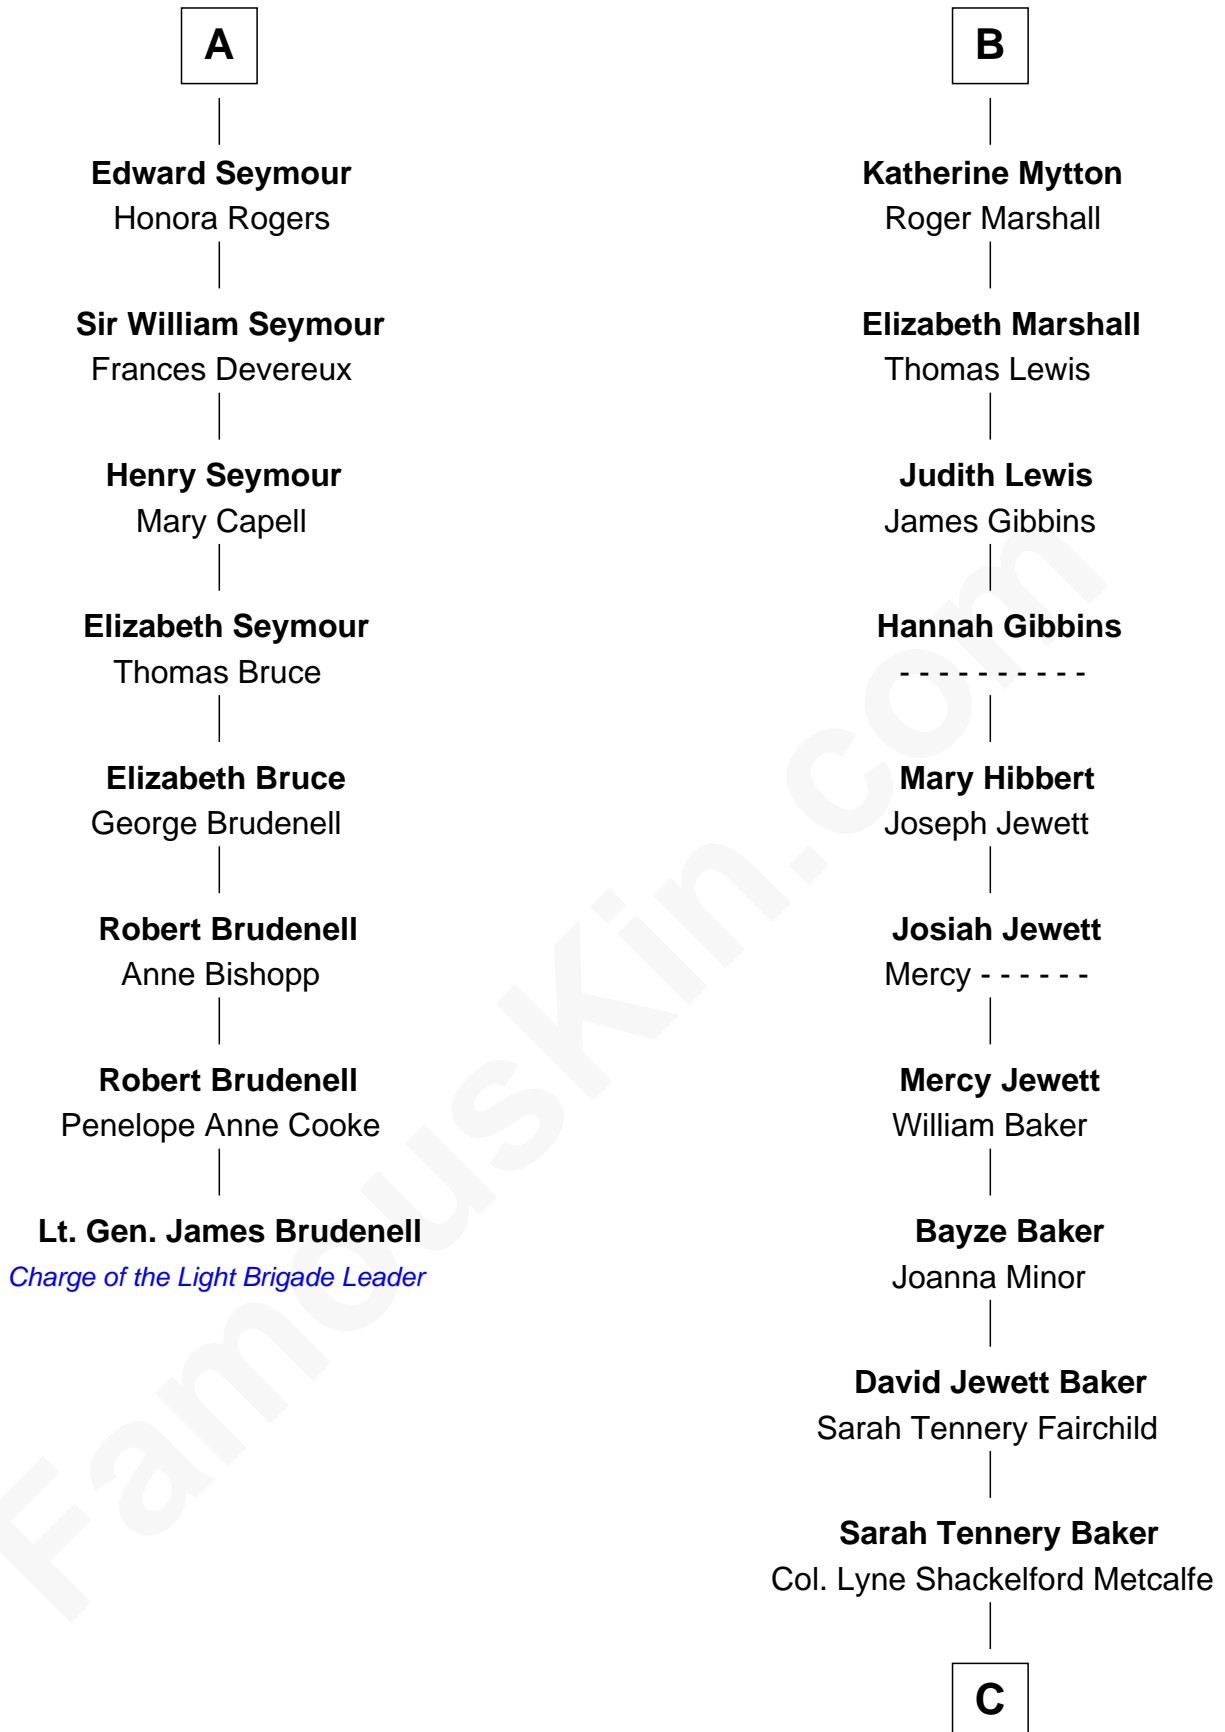 A
Edward Seymour
Honora Rogers
Sir William Seymour
Frances Devereux
Henry Seymour
Mary Capell
Elizabeth Seymour
Thomas Bruce
Elizabeth Bruce
George Brudenell
Robert Brudenell
Anne Bishopp
Robert Brudenell
Penelope Anne Cooke
Lt. Gen. James Brudenell
Charge of the Light Brigade Leader
B
Katherine Mytton
Roger Marshall
Elizabeth Marshall
Thomas Lewis
Judith Lewis
James Gibbins
Hannah Gibbins
- - - - - - - - - -
Mary Hibbert
Joseph Jewett
Josiah Jewett
Mercy - - - - - -
Mercy Jewett
William Baker
Bayze Baker
Joanna Minor
David Jewett Baker
Sarah Tennery Fairchild
Sarah Tennery Baker
Col. Lyne Shackelford Metcalfe
C
FamousKin.com